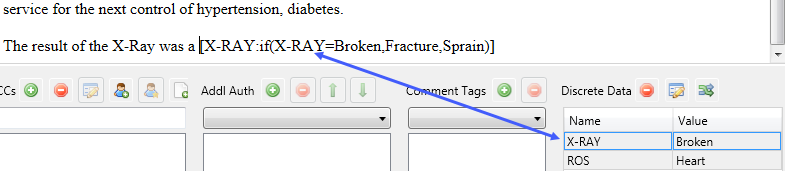 service for the next control of hypertension, diabetes.
The result of the X-Ray was a [X-RAY:if(X-RAY=Broken,Fracture,Sprain)]
CCs Addl Auth Comment Tags Discrete Data
Name Value
X-RAY Broken
ROS Heart